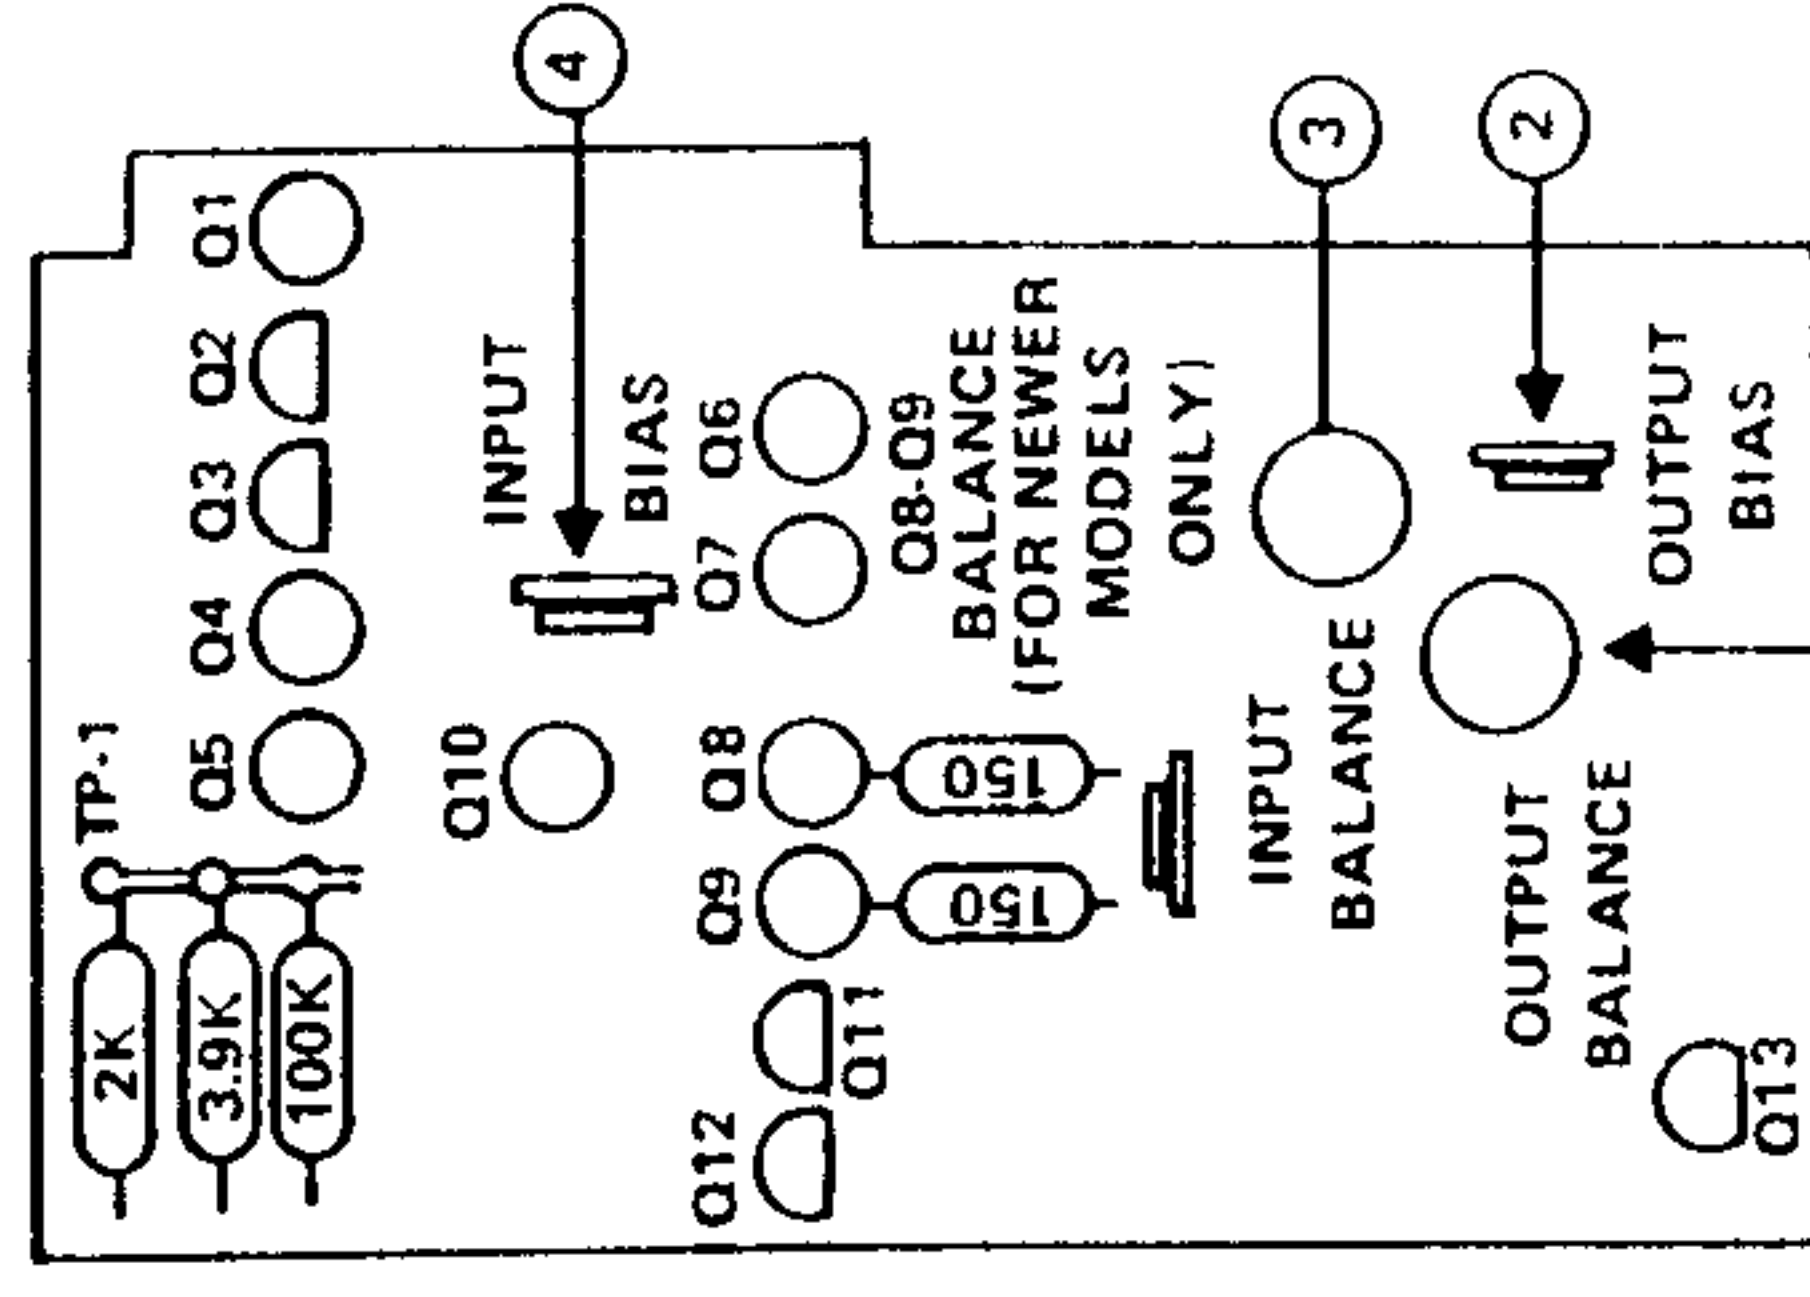 4
3
2
Q1
Q2
Q3
Q4
Q5
TP-1
2K
3.9K
100K
INPUT
BIAS
Q10
Q6
Q7
Q8
Q9
Q11
Q12
Q8-Q9
BALANCE
(FOR NEWER
MODELS
ONLY)
150
150
INPUT
BALANCE
OUTPUT
BIAS
OUTPUT
BALANCE
Q13